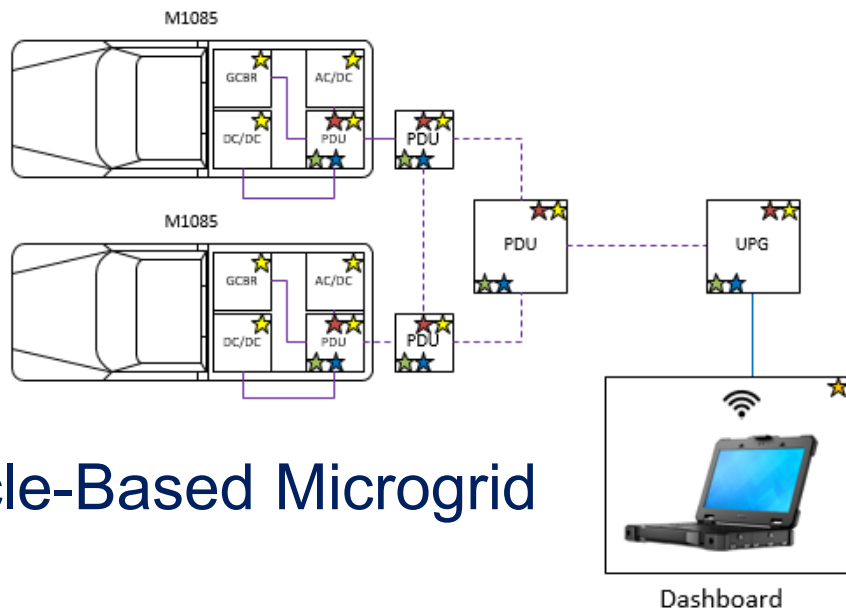 M1085
GCBR
AC/DC
DC/DC
PDU
PDU
M1085
GCBR
AC/DC
DC/DC
PDU
PDU
PDU
UPG
cle-Based Microgrid
Dashboard